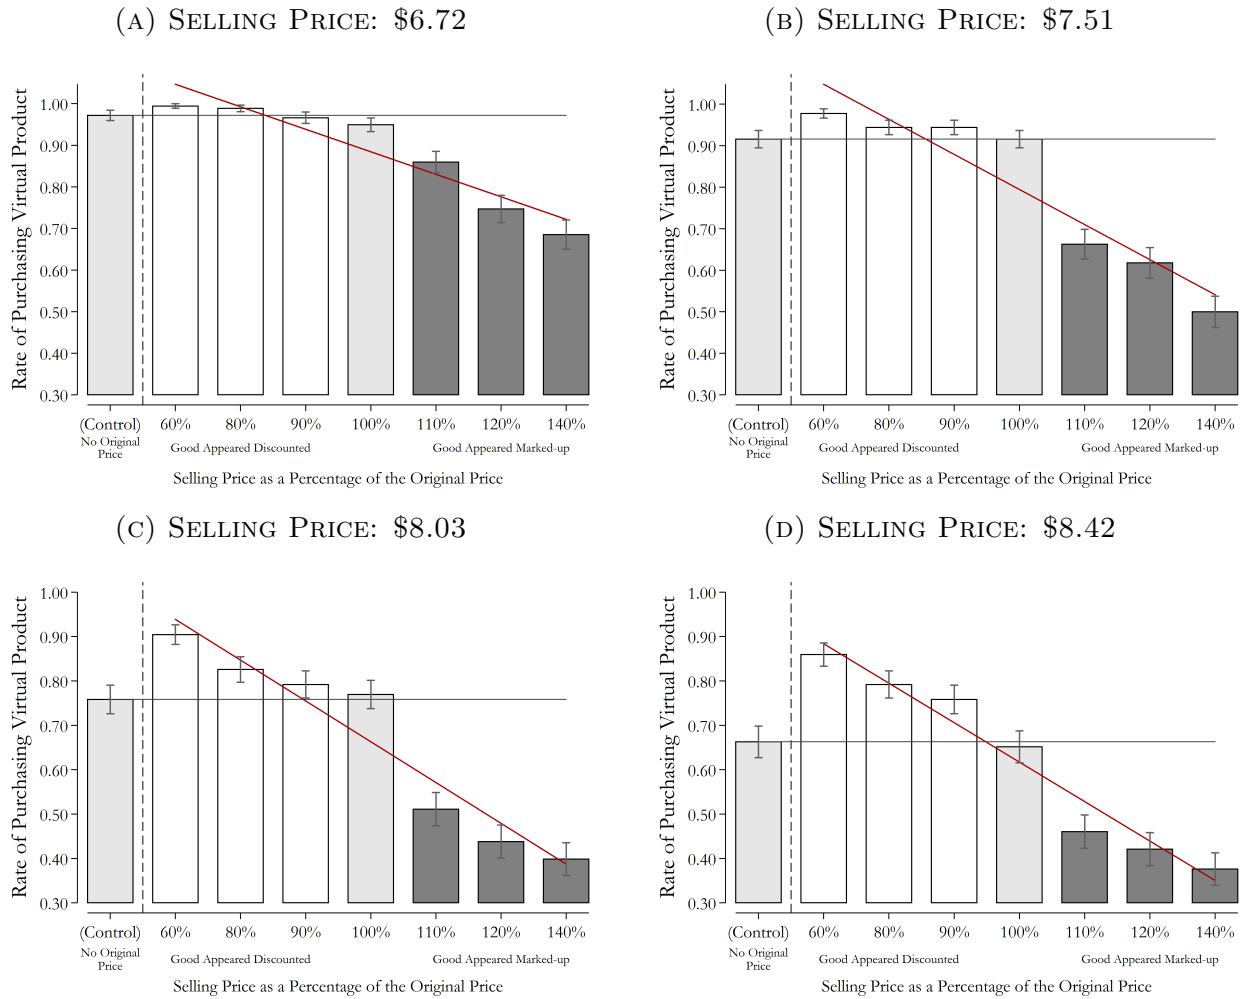 (A) SELLING PRICE: $6.72
Rate of Purchasing Virtual Product
1.00
0.90
0.80
0.70
0.60
0.50
0.40
0.30
(Control) 60% 80% 90% 100% 110% 120% 140%
No Original Good Appeared Discounted Good Appeared Marked-up
Price
Selling Price as a Percentage of the Original Price
(B) SELLING PRICE: $7.51
Rate of Purchasing Virtual Product
1.00
0.90
0.80
0.70
0.60
0.50
0.40
0.30
(Control) 60% 80% 90% 100% 110% 120% 140%
No Original Good Appeared Discounted Good Appeared Marked-up
Price
Selling Price as a Percentage of the Original Price
(C) SELLING PRICE: $8.03
Rate of Purchasing Virtual Product
1.00
0.90
0.80
0.70
0.60
0.50
0.40
0.30
(Control) 60% 80% 90% 100% 110% 120% 140%
No Original Good Appeared Discounted Good Appeared Marked-up
Price
Selling Price as a Percentage of the Original Price
(D) SELLING PRICE: $8.42
Rate of Purchasing Virtual Product
1.00
0.90
0.80
0.70
0.60
0.50
0.40
0.30
(Control) 60% 80% 90% 100% 110% 120% 140%
No Original Good Appeared Discounted Good Appeared Marked-up
Price
Selling Price as a Percentage of the Original Price